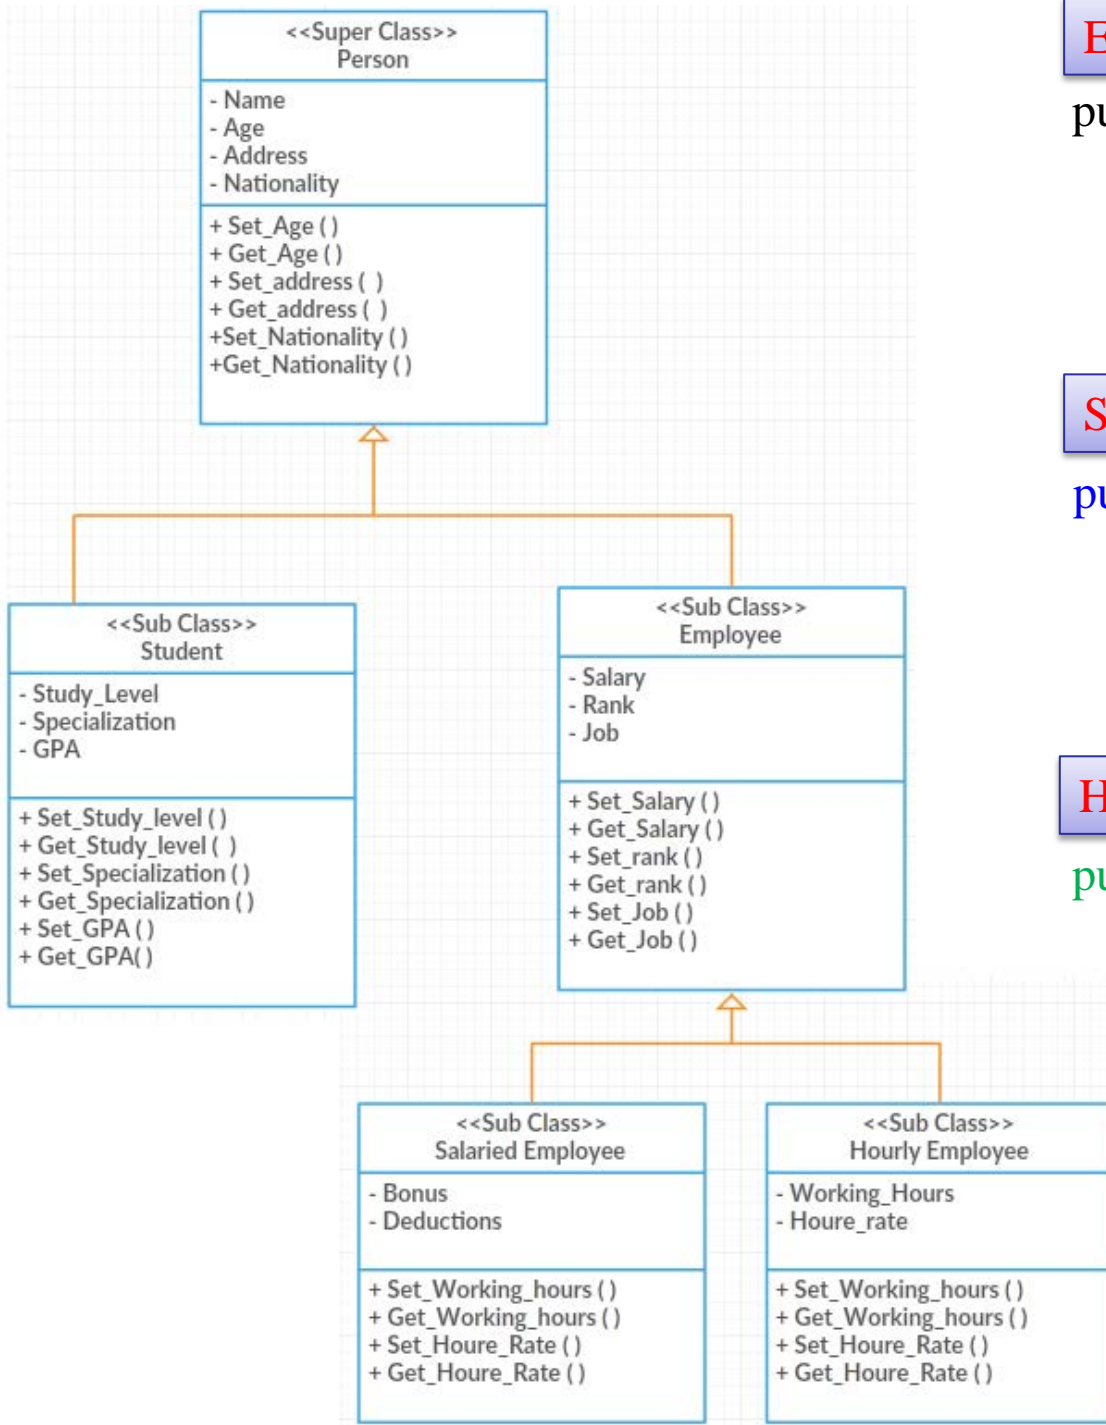 <<Super Class>>
Person
- Name
- Age
- Address
- Nationality
+ Set_Age ( )
+ Get_Age ( )
+ Set_address (  )
+ Get_address (  )
+Set_Nationality ( )
+Get_Nationality ( )
<<Sub Class>>
Student
- Study_Level
- Specialization
- GPA
+ Set_Study_level ( )
+ Get_Study_level (  )
+ Set_Specialization ( )
+ Get_Specialization ( )
+ Set_GPA ( )
+ Get_GPA( )
<<Sub Class>>
Employee
- Salary
- Rank
- Job
+ Set_Salary ( )
+ Get_Salary ( )
+ Set_rank ( )
+ Get_rank ( )
+ Set_Job ( )
+ Get_Job ( )
<<Sub Class>>
Salaried Employee
- Bonus
- Deductions
+ Set_Working_hours ( )
+ Get_Working_hours ( )
+ Set_Houre_Rate ( )
+ Get_Houre_Rate ( )
<<Sub Class>>
Hourly Employee
- Working_Hours
- Houre_rate
+ Set_Working_hours ( )
+ Get_Working_hours ( )
+ Set_Houre_Rate ( )
+ Get_Houre_Rate ( )